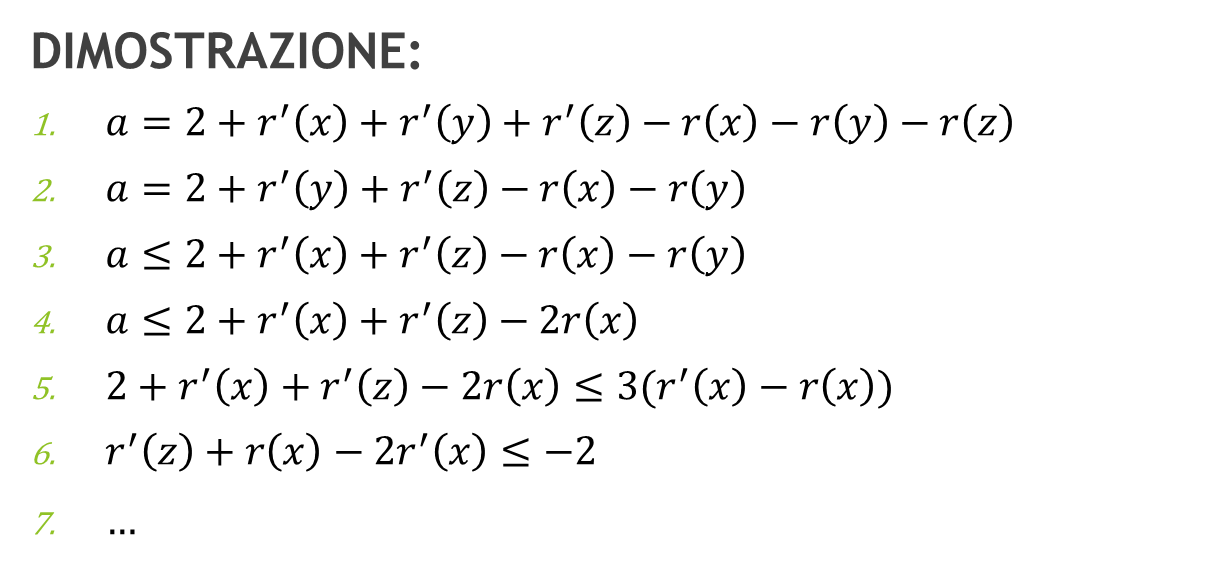 DIMOSTRAZIONE:
1. a = 2 + r′(x) + r′(y) + r′(z) − r(x) − r(y) − r(z)
2. a = 2 + r′(y) + r′(z) − r(x) − r(y)
3. a ≤ 2 + r′(x) + r′(z) − r(x) − r(y)
4. a ≤ 2 + r′(x) + r′(z) − 2r(x)
5. 2 + r′(x) + r′(z) − 2r(x) ≤ 3(r′(x) − r(x))
6. r′(z) + r(x) − 2r′(x) ≤ −2
7. …